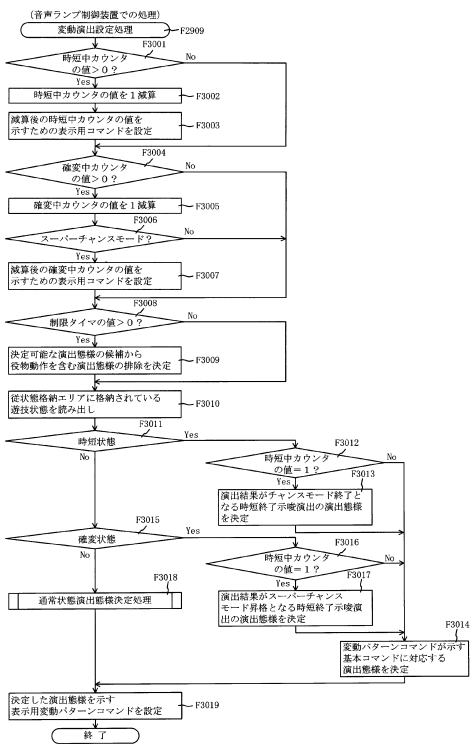 (音声ランプ制御装置での処理)
変動演出設定処理
F2909
F3001
時短中カウンタ
の値>0?
No
Yes
時短中カウンタの値を1減算
F3002
減算後の時短中カウンタの値を
示すための表示用コマンドを設定
F3003
F3004
確変中カウンタ
の値>0?
No
Yes
確変中カウンタの値を1減算
F3005
F3006
スーパーチャンスモード?
No
Yes
減算後の確変中カウンタの値を
示すための表示用コマンドを設定
F3007
F3008
制限タイマの値>0?
No
Yes
決定可能な演出態様の候補から
役物動作を含む演出態様の排除を決定
F3009
従状態格納エリアに格納されている
遊技状態を読み出し
F3010
F3011
時短状態
Yes
No
F3012
時短中カウンタ
の値=1?
No
Yes
F3013
演出結果がチャンスモード終了と
なる時短終了示唆演出の演出態様
を決定
F3015
確変状態
Yes
No
F3016
時短中カウンタ
の値=1?
No
Yes
F3017
演出結果がスーパーチャンス
モード昇格となる時短終了示唆演
出の演出態様を決定
F3018
通常状態演出態様決定処理
F3014
変動パターンコマンドが示す
基本コマンドに対応する
演出態様を決定
決定した演出態様を示す
表示用変動パターンコマンドを設定
F3019
終了